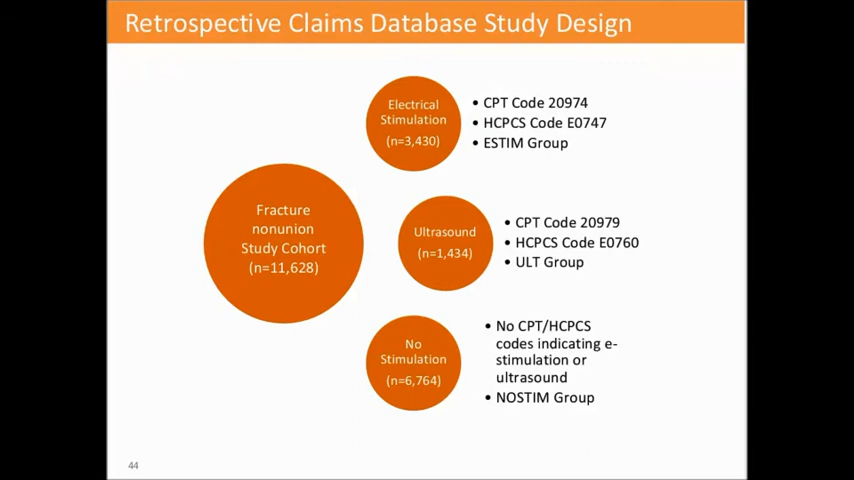 Retrospective Claims Database Study Design
Electrical
Stimulation
(n=3,430)
• CPT Code 20974
• HCPCS Code E0747
• ESTIM Group
Fracture
nonunion
Study Cohort
(n=11,628)
Ultrasound
(n=1,434)
• CPT Code 20979
• HCPCS Code E0760
• ULT Group
No
Stimulation
(n=6,764)
• No CPT/HCPCS
codes indicating e-
stimulation or
ultrasound
• NOSTIM Group
44